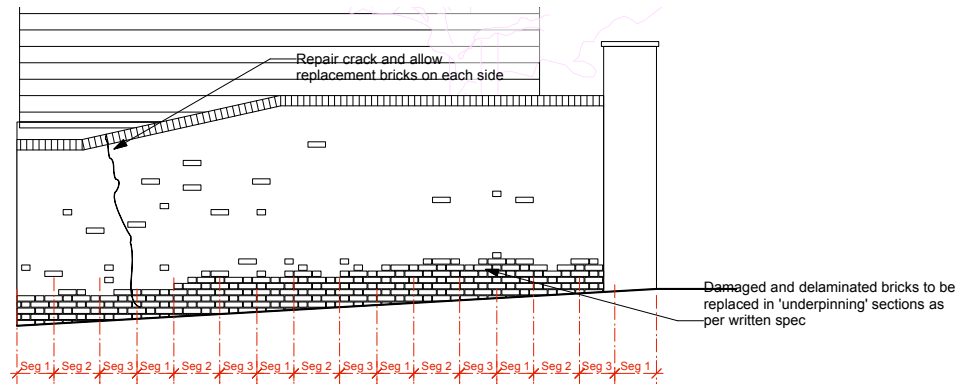 Repair crack and allow
replacement bricks on each side
Damaged and delaminated bricks to be
replaced in 'underpinning' sections as
per written spec
Seg 1 Seg 2 Seg 3 Seg 1 Seg 2 Seg 3 Seg 1 Seg 2 Seg 3 Seg 1 Seg 2 Seg 3 Seg 1 Seg 2 Seg 3 Seg 1